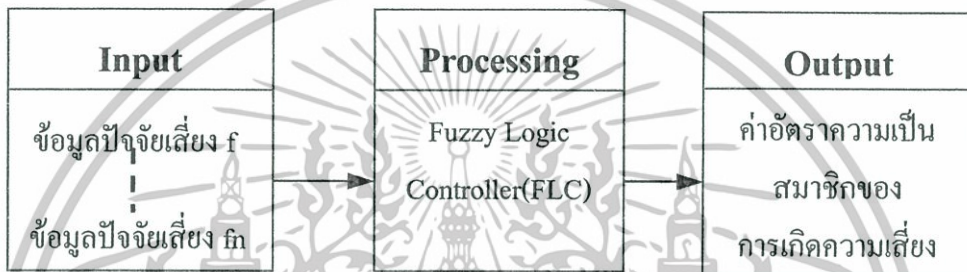 Input
ข้อมูลปัจจัยเสี่ยง f
ข้อมูลปัจจัยเสี่ยง fn
Processing
Fuzzy Logic
Controller(FLC)
Output
ค่าอัตราความเป็น
สมาชิกของ
การเกิดความเสี่ยง